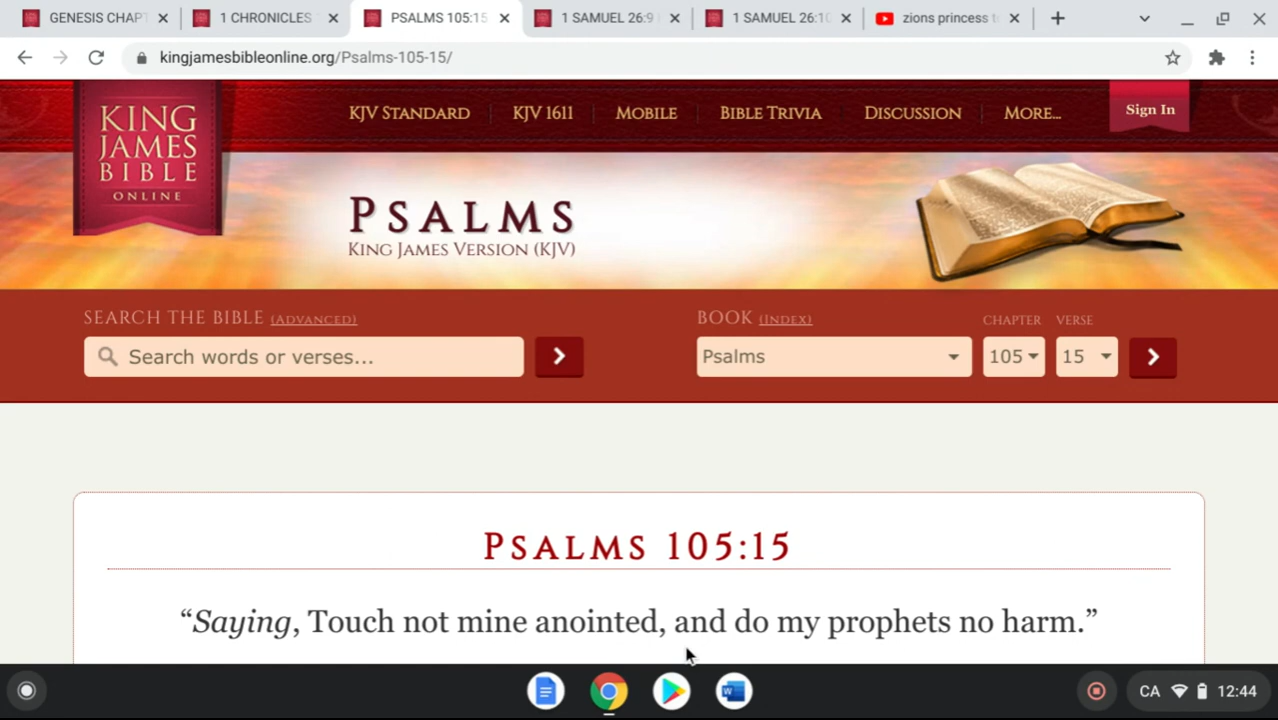 GENESIS CHAPT
1 CHRONICLES
PSALMS 105:15
1 SAMUEL 26:9
1 SAMUEL 26:10
zions princess t
kingjamesbibleonline.org/Psalms-105-15/
KING
JAMES
BIBLE
ONLINE
KJV STANDARD
KJV 1611
MOBILE
BIBLE TRIVIA
DISCUSSION
MORE...
Sign In
PSALMS
KING JAMES VERSION (KJV)
SEARCH THE BIBLE (ADVANCED)
BOOK (INDEX)
CHAPTER
VERSE
Search words or verses...
Psalms
105
15
PSALMS 105:15
“Saying, Touch not mine anointed, and do my prophets no harm.”
W
CA
12:44